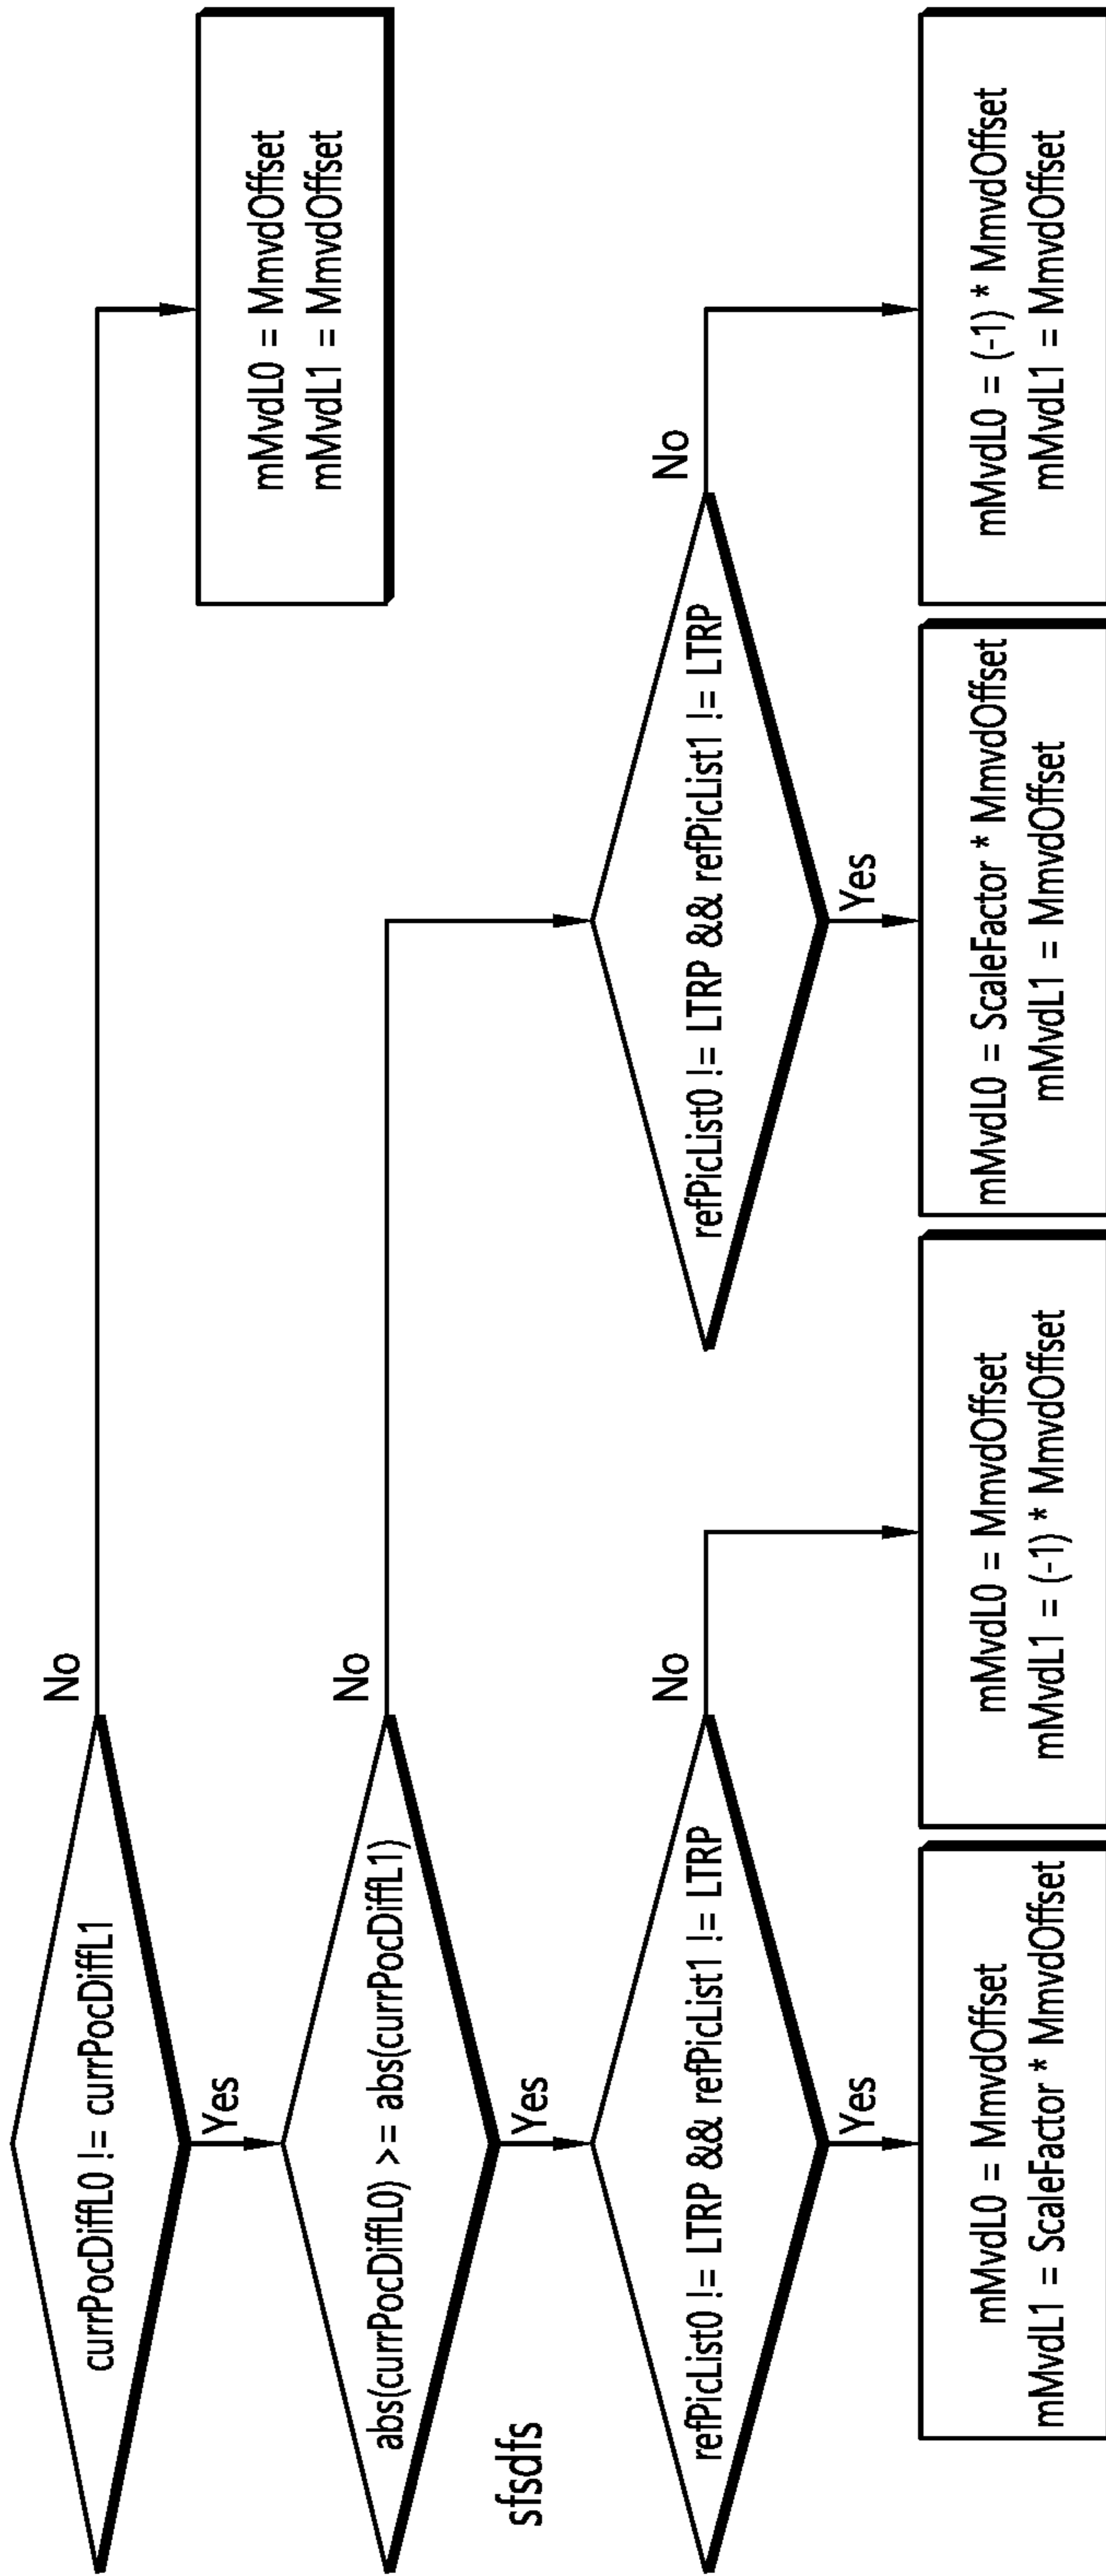 currPocDiffL0 != currPocDiffL1
No
Yes
mMvdL0 = MmvdOffset
mMvdL1 = MmvdOffset
abs(currPocDiffL0) >= abs(currPocDiffL1)
No
Yes
sfsdfs
refPicList0 != LTRP && refPicList1 != LTRP
No
Yes
refPicList0 != LTRP && refPicList1 != LTRP
No
Yes
mMvdL0 = MmvdOffset
mMvdL1 = ScaleFactor * MmvdOffset
mMvdL0 = MmvdOffset
mMvdL1 = (-1) * MmvdOffset
mMvdL0 = ScaleFactor * MmvdOffset
mMvdL1 = MmvdOffset
mMvdL0 = (-1) * MmvdOffset
mMvdL1 = MmvdOffset